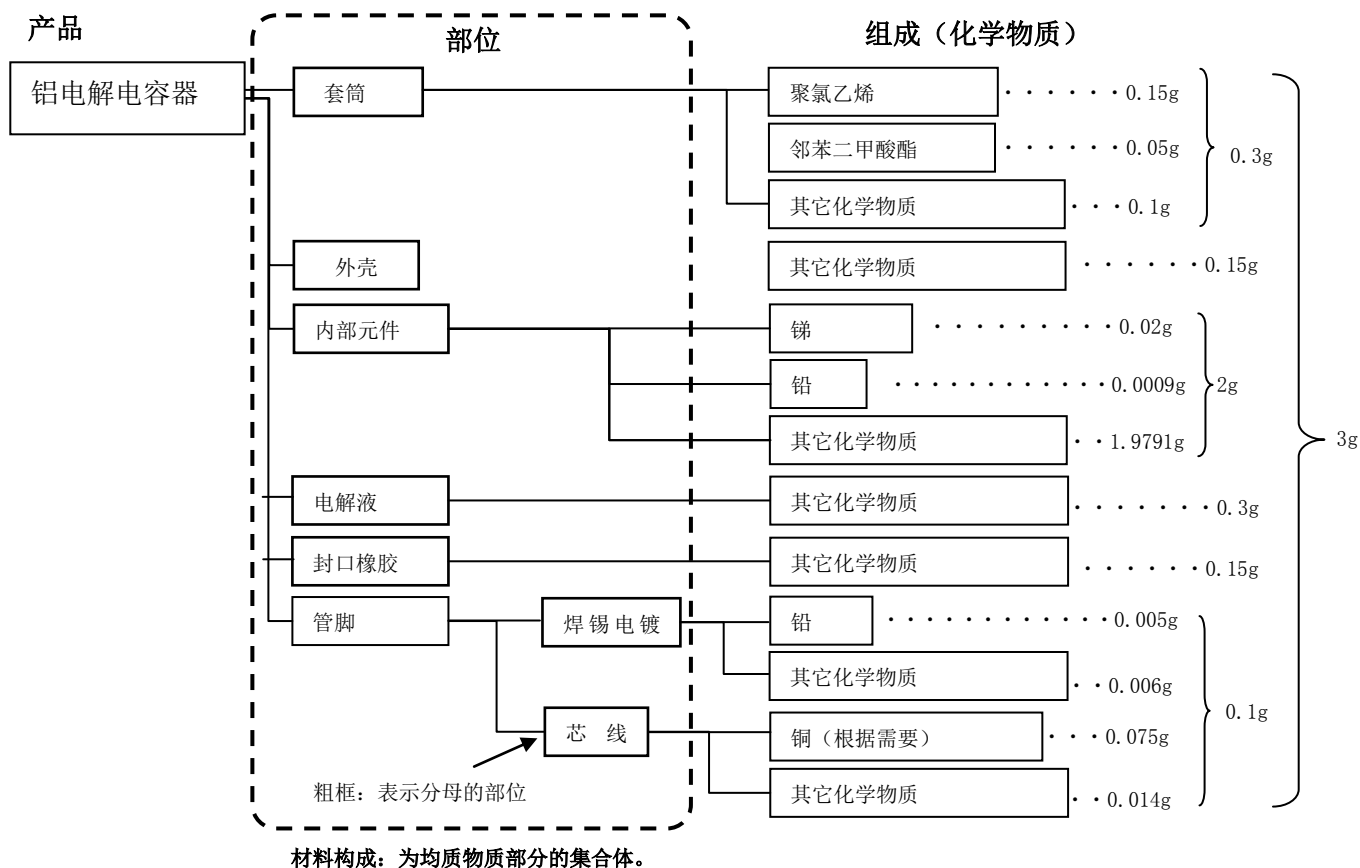 产品
部位
组成（化学物质）
铝电解电容器
套筒
聚氯乙烯
······0.15g
邻苯二甲酸酯
······0.05g
0.3g
其它化学物质
···0.1g
外壳
其它化学物质
······0.15g
内部元件
锑
·········0.02g
铅
···········0.0009g
2g
其它化学物质
··1.9791g
3g
电解液
其它化学物质
·······0.3g
封口橡胶
其它化学物质
······0.15g
管脚
焊锡电镀
铅
············0.005g
其它化学物质
··0.006g
0.1g
芯 线
铜（根据需要）
···0.075g
粗框：表示分母的部位
其它化学物质
··0.014g
材料构成：为均质物质部分的集合体。